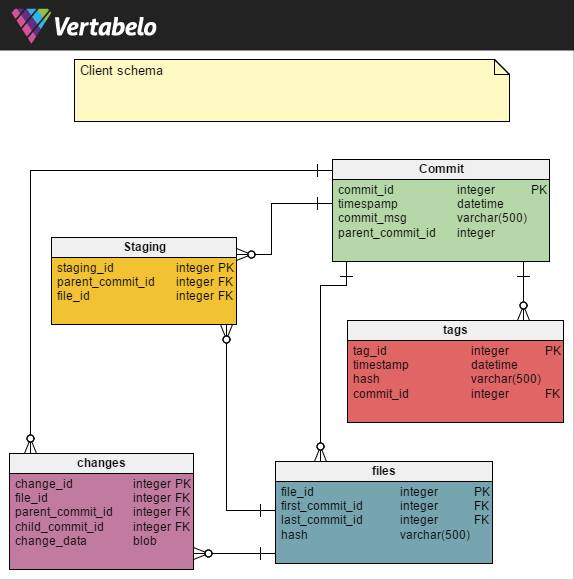 Vertabelo
Client schema
Commit
commit_id integer PK
timespamp datetime
commit_msg varchar(500)
parent_commit_id integer
Staging
staging_id integer PK
parent_commit_id integer FK
file_id integer FK
tags
tag_id integer PK
timestamp datetime
hash varchar(500)
commit_id integer FK
changes
change_id integer PK
file_id integer FK
parent_commit_id integer FK
child_commit_id integer FK
change_data blob
files
file_id integer PK
first_commit_id integer FK
last_commit_id integer FK
hash varchar(500)